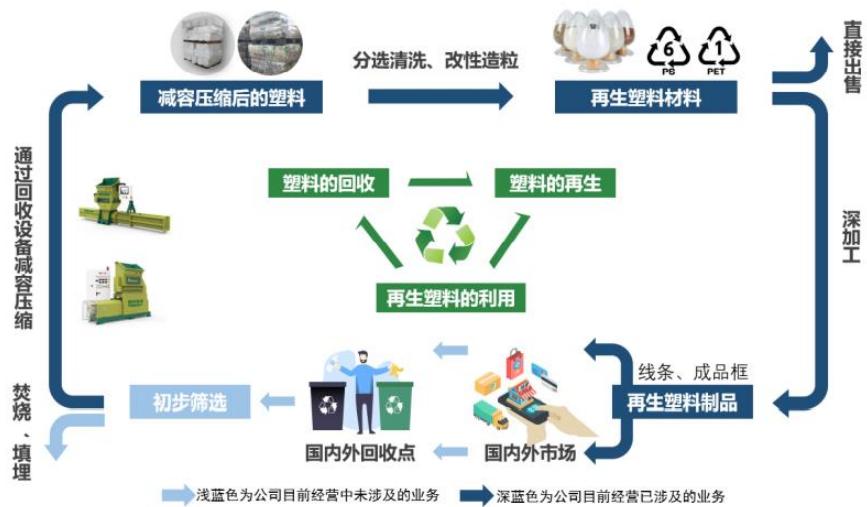 减容压缩后的塑料
分选清洗、改性造粒
6
PS
1
PET
再生塑料材料
直接出售
通过回收设备减容压缩
塑料的回收
塑料的再生
再生塑料的利用
深加工
焚烧、填埋
初步筛选
国内外回收点
国内外市场
线条、成品框
再生塑料制品
浅蓝色为公司目前经营中未涉及的业务
深蓝色为公司目前经营已涉及的业务